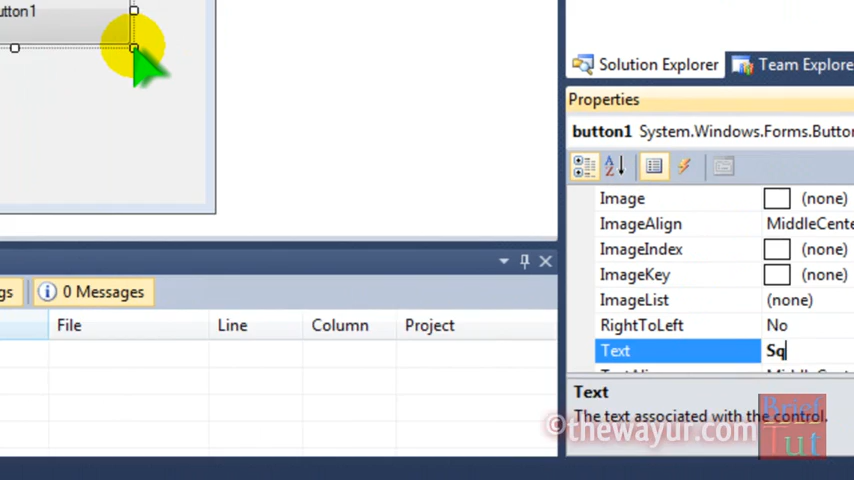 utton1
Solution Explorer
Team Explore
Properties
button1 System.Windows.Forms.Button
Image (none)
ImageAlign MiddleCente
ImageIndex (none)
ImageKey (none)
ImageList (none)
RightToLeft No
Text Sq
gs
0 Messages
File Line Column Project
Text
The text associated with the control.
©thewayur.com
Brief
Tut